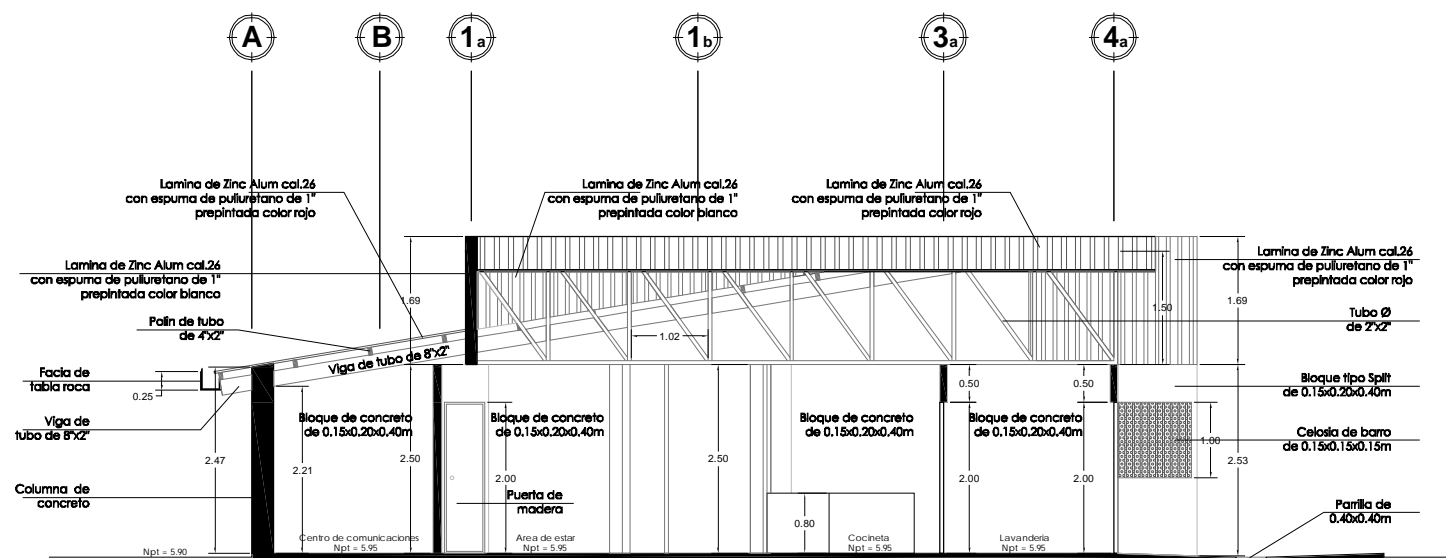 A
B
1a
1b
3a
4a
Lamina de Zinc Alum cal.26
con espuma de puliuretano de 1"
prepintada color rojo
Lamina de Zinc Alum cal.26
con espuma de puliuretano de 1"
prepintada color blanco
Lamina de Zinc Alum cal.26
con espuma de puliuretano de 1"
prepintada color rojo
Lamina de Zinc Alum cal.26
con espuma de puliuretano de 1"
prepintada color blanco
Lamina de Zinc Alum cal.26
con espuma de puliuretano de 1"
prepintada color rojo
1.69
1.50
1.69
Palin de tubo
de 4"x2"
Tubo Ø
de 2"x2"
1.02
Viga de tubo de 8"x2"
Facia de
tabla roca
0.25
0.50
0.50
Bloque tipo Split
de 0.15x0.20x0.40m
Viga de
tubo de 8"x2"
Bloque de concreto
de 0.15x0.20x0.40m
Bloque de concreto
de 0.15x0.20x0.40m
Bloque de concreto
de 0.15x0.20x0.40m
Bloque de concreto
de 0.15x0.20x0.40m
Celosia de barro
de 0.15x0.15x0.15m
1.00
2.47
2.21
2.50
2.00
2.50
2.00
2.00
2.53
Columna de
concreto
Puerta de
madera
0.80
Parrilla de
0.40x0.40m
Npt = 5.90
Centro de comunicaciones
Npt = 5.95
Area de estar
Npt = 5.95
Cocineta
Npt = 5.95
Lavanderia
Npt = 5.95